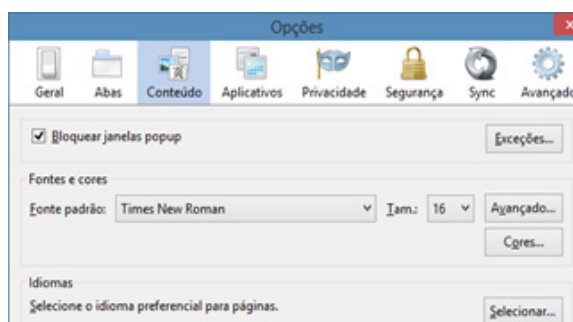 Opções
Geral Abas Conteúdo Aplicativos Privacidade Segurança Sync Avançado
Bloquear janelas popup Exceções...
Fontes e cores
Fonte padrão: Times New Roman Tam.: 16 Avançado...
Cores...
Idiomas
Selecione o idioma preferencial para páginas. Selecionar...